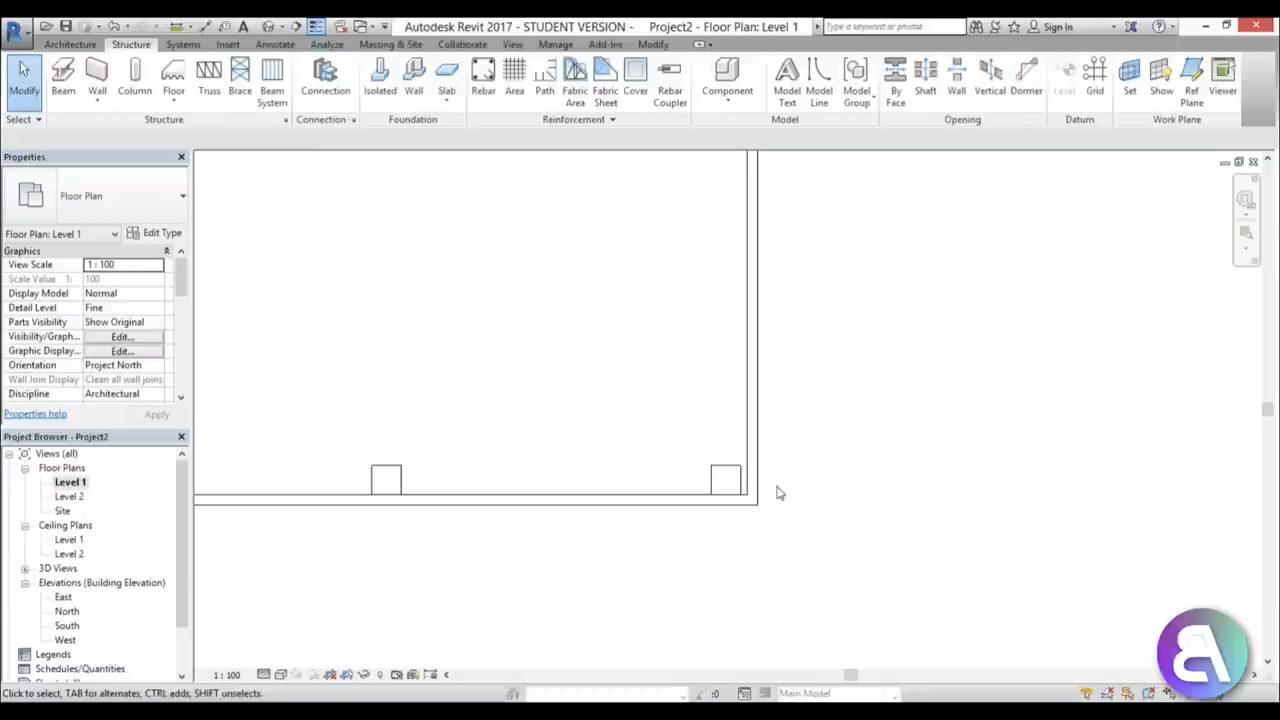 Autodesk Revit 2017 - STUDENT VERSION - Project2 - Floor Plan: Level 1
Type a keyword or phrase
Sign In
Architecture Structure Systems Insert Annotate Analyze Massing & Site Collaborate View Manage Add-Ins Modify
Modify Beam Wall Column Floor Truss Brace Beam System Connection Isolated Wall Slab Rebar Area Path Fabric Area Fabric Sheet Cover Rebar Coupler Component Model Text Model Line Model Group By Face Shaft Wall Vertical Dormer Level Grid Set Show Ref Plane Viewer
Select Structure Connection Foundation Reinforcement Model Opening Datum Work Plane
Properties
Floor Plan
Floor Plan: Level 1 Edit Type
Graphics
View Scale 1 : 100
Scale Value 1: 100
Display Model Normal
Detail Level Fine
Parts Visibility Show Original
Visibility/Graph... Edit...
Graphic Display... Edit...
Orientation Project North
Wall Join Display Clean all wall joins
Discipline Architectural
Properties help Apply
Project Browser - Project2
Views (all)
Floor Plans
Level 1
Level 2
Site
Ceiling Plans
Level 1
Level 2
3D Views
Elevations (Building Elevation)
East
North
South
West
Legends
Schedules/Quantities
1 : 100
Click to select, TAB for alternates, CTRL adds, SHIFT unselects.
:0
Main Model